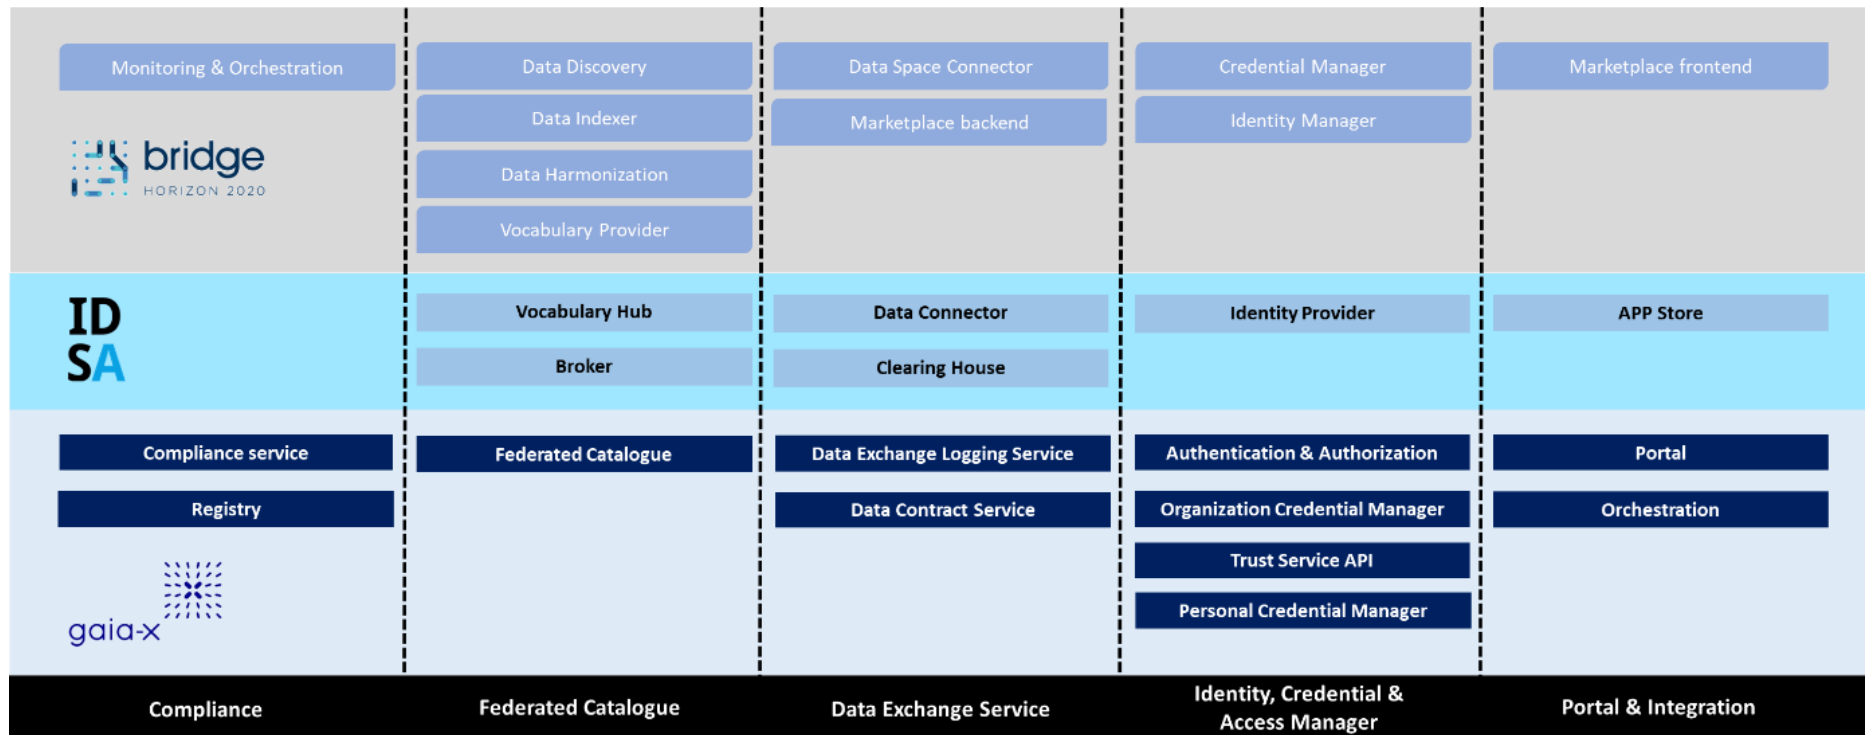 Monitoring & Orchestration
Data Discovery
Data Space Connector
Credential Manager
Marketplace frontend
Data Indexer
Marketplace backend
Identity Manager
bridge
HORIZON 2020
Data Harmonization
Vocabulary Provider
ID
SA
Vocabulary Hub
Data Connector
Identity Provider
APP Store
Broker
Clearing House
Compliance service
Federated Catalogue
Data Exchange Logging Service
Authentication & Authorization
Portal
Registry
Data Contract Service
Organization Credential Manager
Orchestration
Trust Service API
Personal Credential Manager
gaia-x
Compliance
Federated Catalogue
Data Exchange Service
Identity, Credential &
Access Manager
Portal & Integration